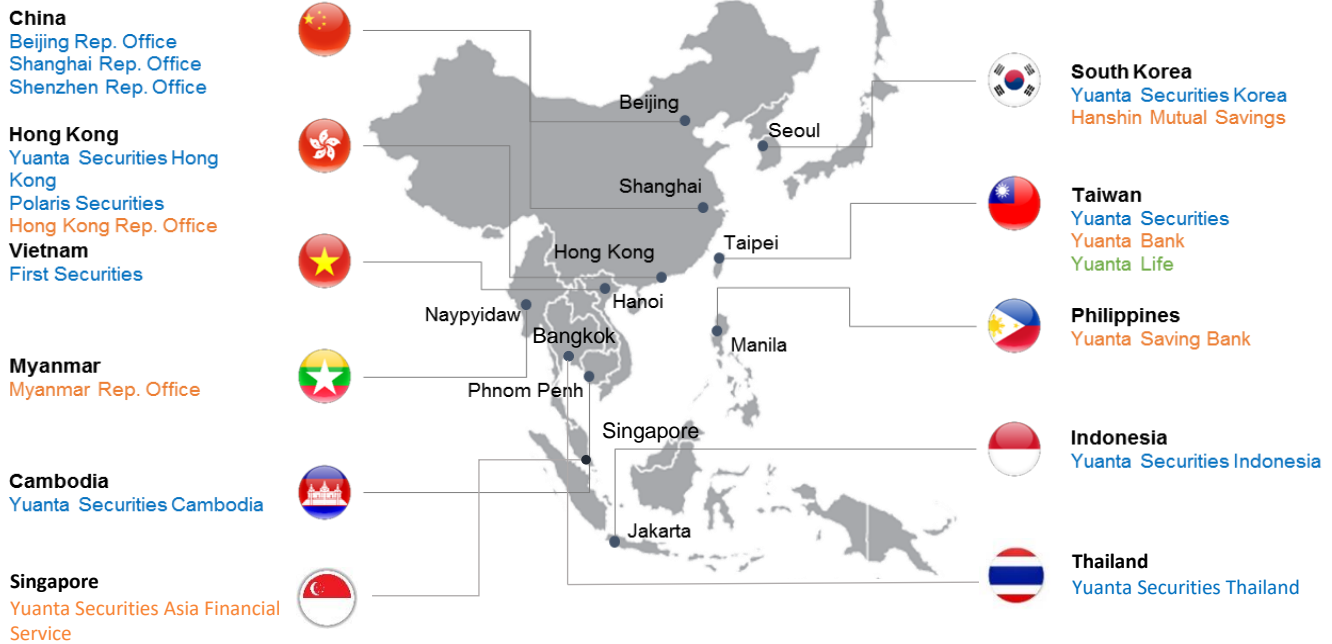 China
Beijing Rep. Office
Shanghai Rep. Office
Shenzhen Rep. Office
Hong Kong
Yuanta Securities Hong
Kong
Polaris Securities
Hong Kong Rep. Office
Vietnam
First Securities
Myanmar
Myanmar Rep. Office
Cambodia
Yuanta Securities Cambodia
Singapore
Yuanta Securities Asia Financial
Service
Beijing
Seoul
Shanghai
Taipei
Hong Kong
Hanoi
Naypyidaw
Bangkok
Manila
Phnom Penh
Singapore
Jakarta
South Korea
Yuanta Securities Korea
Hanshin Mutual Savings
Taiwan
Yuanta Securities
Yuanta Bank
Yuanta Life
Philippines
Yuanta Saving Bank
Indonesia
Yuanta Securities Indonesia
Thailand
Yuanta Securities Thailand